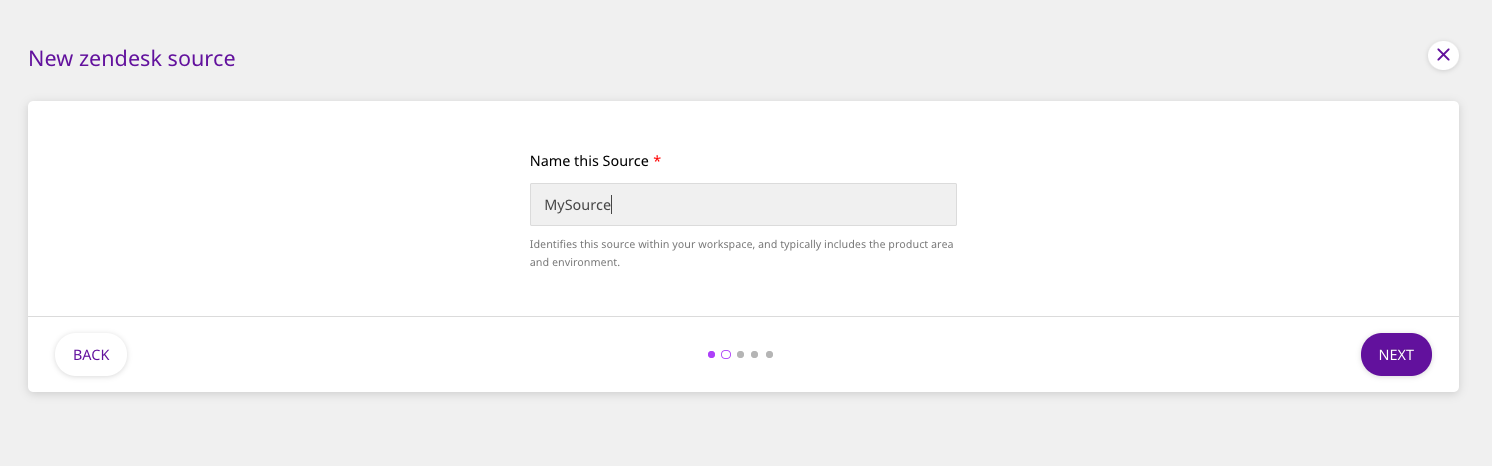 New zendesk source
Name this Source *
MySource
Identifies this source within your workspace, and typically includes the product area
and environment.
BACK
NEXT